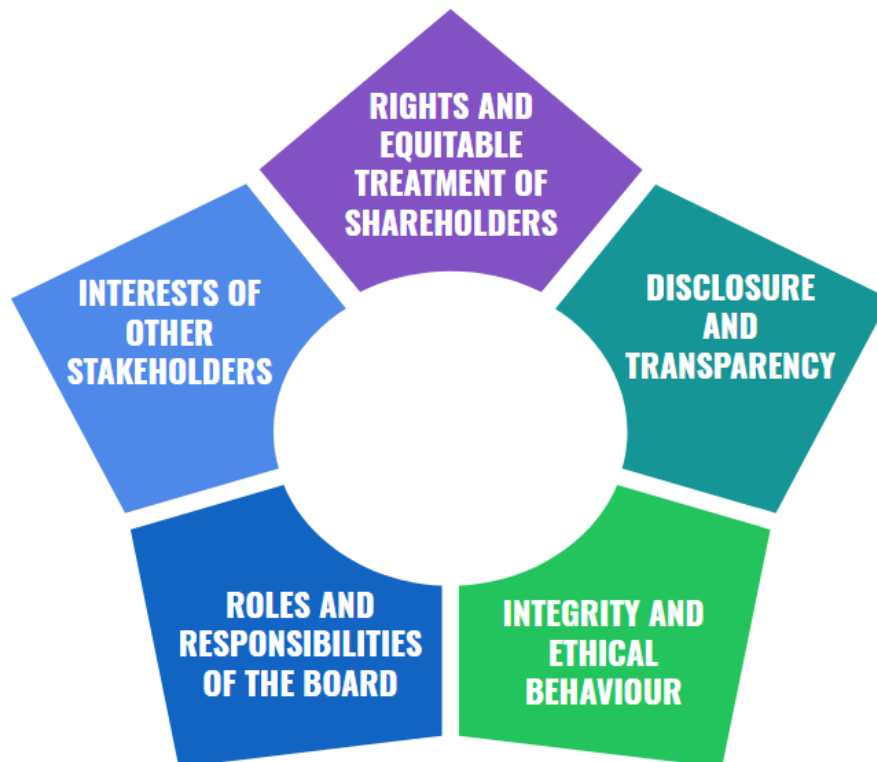 RIGHTS AND
EQUITABLE
TREATMENT OF
SHAREHOLDERS
DISCLOSURE
AND
TRANSPARENCY
INTEGRITY AND
ETHICAL
BEHAVIOUR
ROLES AND
RESPONSIBILITIES
OF THE BOARD
INTERESTS OF
OTHER
STAKEHOLDERS